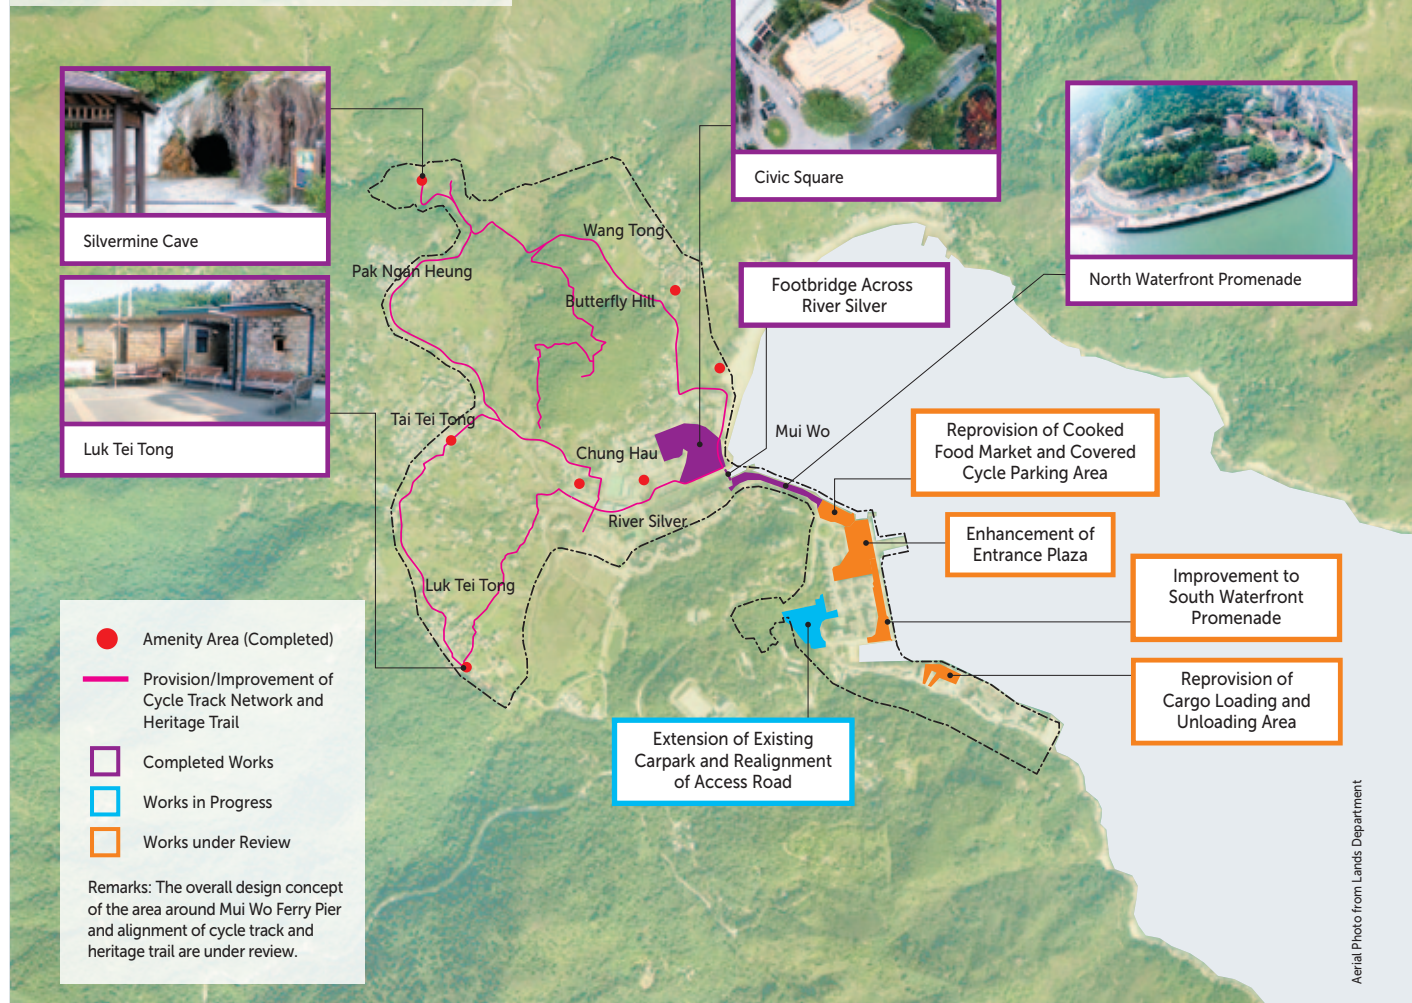 Silvermine Cave
Luk Tei Tong
Civic Square
North Waterfront Promenade
Footbridge Across
River Silver
Wang Tong
Pak Ngan Heung
Butterfly Hill
Tai Tei Tong
Chung Hau
Mui Wo
River Silver
Luk Tei Tong
Reprovision of Cooked
Food Market and Covered
Cycle Parking Area
Enhancement of
Entrance Plaza
Improvement to
South Waterfront
Promenade
Reprovision of
Cargo Loading and
Unloading Area
Extension of Existing
Carpark and Realignment
of Access Road
Amenity Area (Completed)
Provision/Improvement of
Cycle Track Network and
Heritage Trail
Completed Works
Works in Progress
Works under Review
Remarks: The overall design concept
of the area around Mui Wo Ferry Pier
and alignment of cycle track and
heritage trail are under review.
Aerial Photo from Lands Department